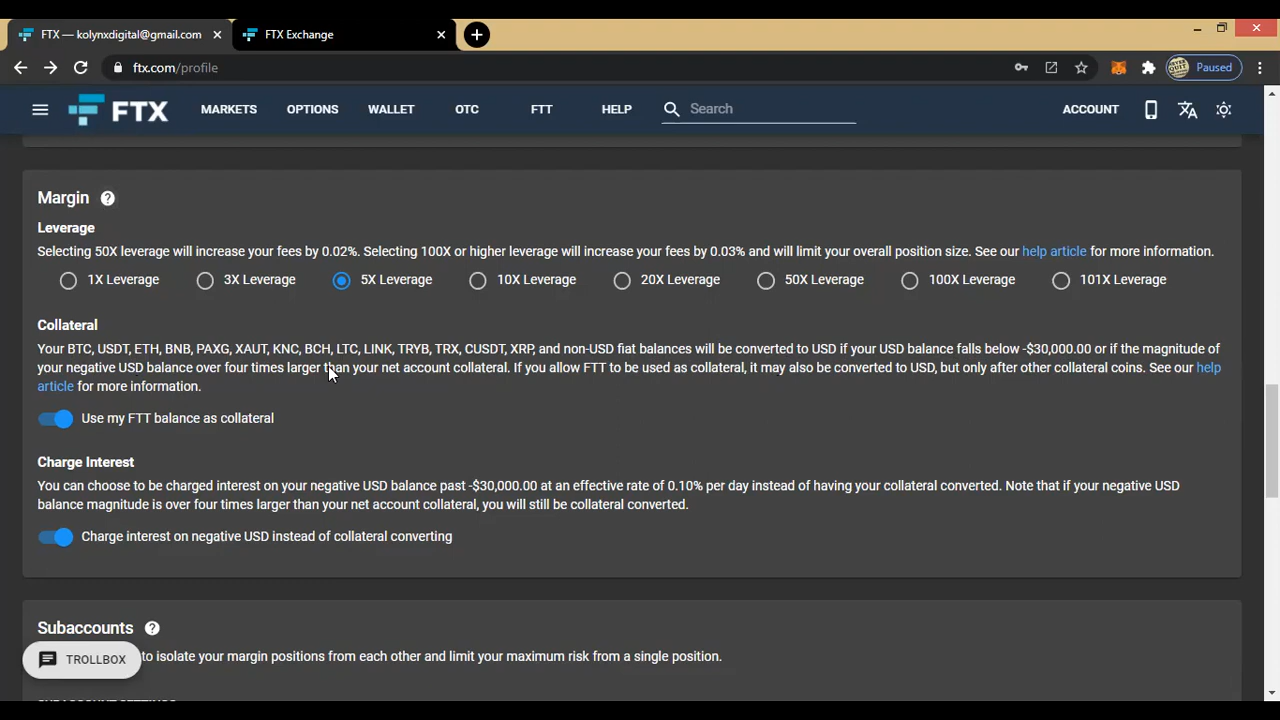 FTX — kolynxdigital@gmail.com
FTX Exchange
ftx.com/profile
Paused
FTX
MARKETS
OPTIONS
WALLET
OTC
FTT
HELP
Search
ACCOUNT
Margin
Leverage
Selecting 50X leverage will increase your fees by 0.02%. Selecting 100X or higher leverage will increase your fees by 0.03% and will limit your overall position size. See our help article for more information.
1X Leverage
3X Leverage
5X Leverage
10X Leverage
20X Leverage
50X Leverage
100X Leverage
101X Leverage
Collateral
Your BTC, USDT, ETH, BNB, PAXG, XAUT, KNC, BCH, LTC, LINK, TRYB, TRX, CUSDT, XRP, and non-USD fiat balances will be converted to USD if your USD balance falls below -$30,000.00 or if the magnitude of
your negative USD balance over four times larger than your net account collateral. If you allow FTT to be used as collateral, it may also be converted to USD, but only after other collateral coins. See our help
article for more information.
Use my FTT balance as collateral
Charge Interest
You can choose to be charged interest on your negative USD balance past -$30,000.00 at an effective rate of 0.10% per day instead of having your collateral converted. Note that if your negative USD
balance magnitude is over four times larger than your net account collateral, you will still be collateral converted.
Charge interest on negative USD instead of collateral converting
Subaccounts
to isolate your margin positions from each other and limit your maximum risk from a single position.
TROLLBOX